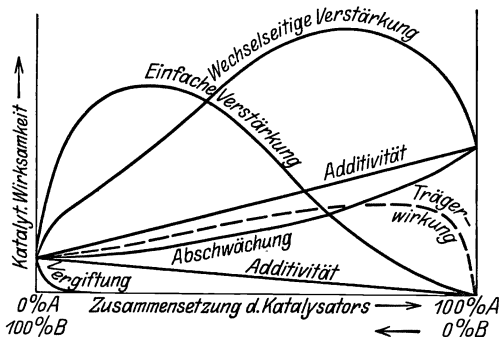 Wechselseitige Verstärkung
Einfache Verstärkung
Katalyt. Wirksamkeit →
Additivität
Träger-
wirkung
Abschwächung
Additivität
Vergiftung
0%A Zusammensetzung d. Katalysators → 100%A
100%B ← 0%B